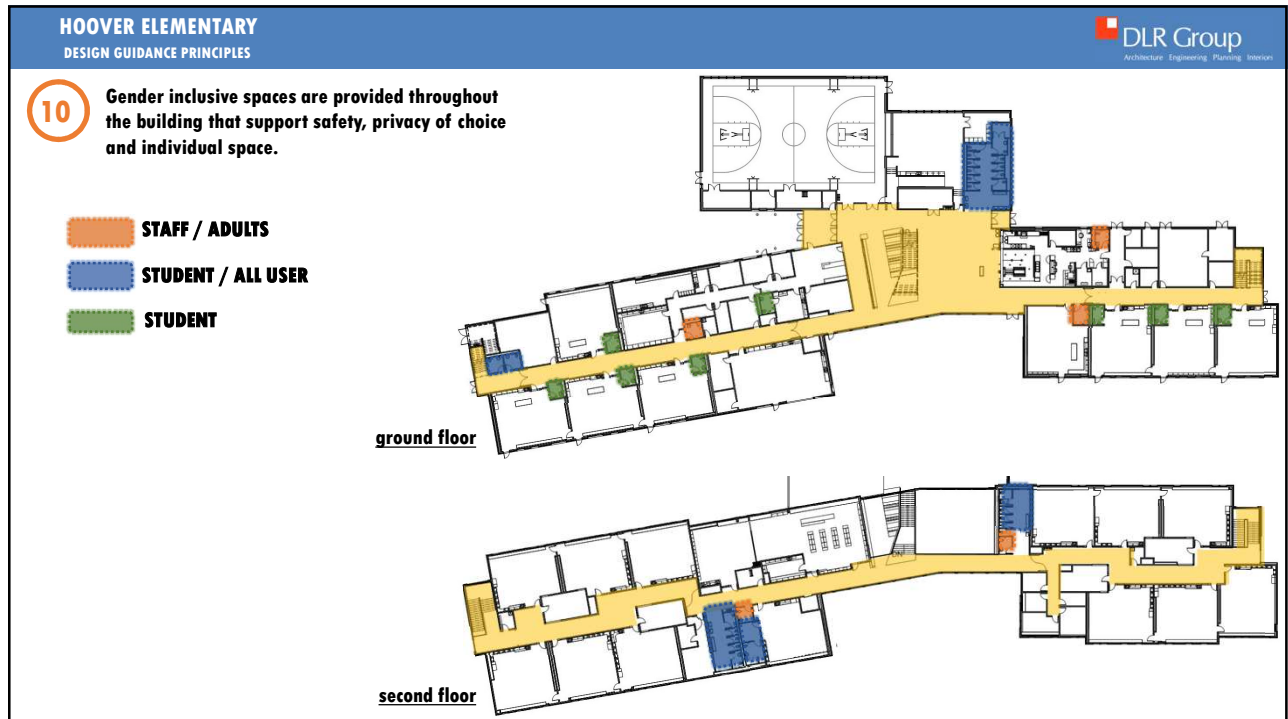 HOOVER ELEMENTARY
DESIGN GUIDANCE PRINCIPLES
DLR Group
Architecture Engineering Planning Interiors
10
Gender inclusive spaces are provided throughout
the building that support safety, privacy of choice
and individual space.
STAFF / ADULTS
STUDENT / ALL USER
STUDENT
ground floor
DN
second floor